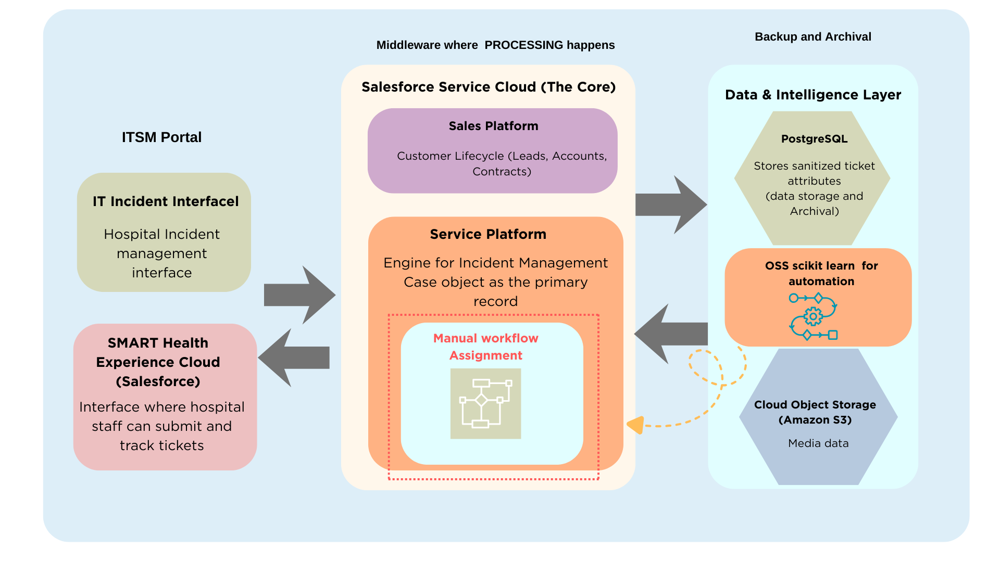 Middleware where  PROCESSING happens
Backup and Archival
ITSM Portal
IT Incident Interfacel
Hospital Incident
management
interface
SMART Health
Experience Cloud
(Salesforce)
Interface where hospital
staff can submit and
track tickets
Salesforce Service Cloud (The Core)
Sales Platform
Customer Lifecycle (Leads, Accounts,
Contracts)
Service Platform
Engine for Incident Management
Case object as the primary
record
Manual workflow
Assignment
Data & Intelligence Layer
PostgreSQL
Stores sanitized ticket
attributes
(data storage and
Archival)
OSS scikit learn  for
automation
Cloud Object Storage
(Amazon S3)
Media data